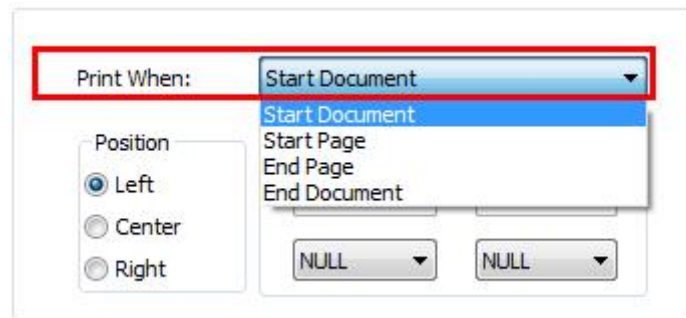 Print When: Start Document
Start Document
Start Page
End Page
End Document
Position
Left
Center
Right
NULL NULL